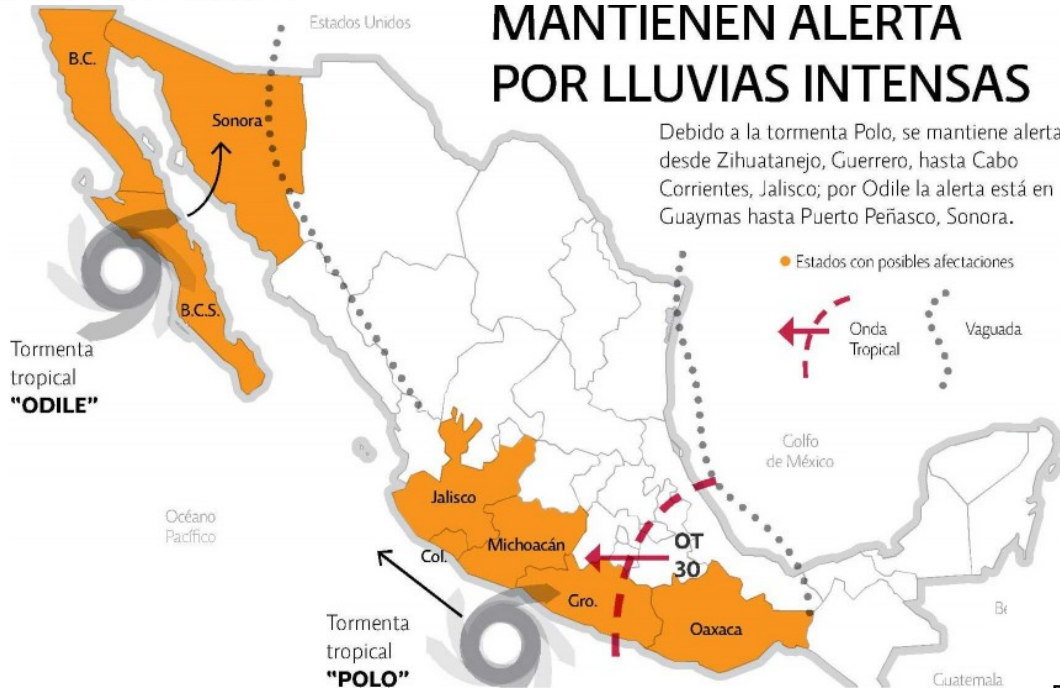 MANTIENEN ALERTA
POR LLUVIAS INTENSAS
Debido a la tormenta Polo, se mantiene alerta
desde Zihuatanejo, Guerrero, hasta Cabo
Corrientes, Jalisco; por Odile la alerta está en
Guaymas hasta Puerto Peñasco, Sonora.
Estados con posibles afectaciones
Onda
Tropical
Vaguada
Estados Unidos
B.C.
Sonora
B.C.S.
Tormenta
tropical
"ODILE"
Golfo
de México
Océano
Pacífico
Jalisco
Michoacán
Col.
OT
30
Gro.
Oaxaca
Tormenta
tropical
"POLO"
Be
Guatemala